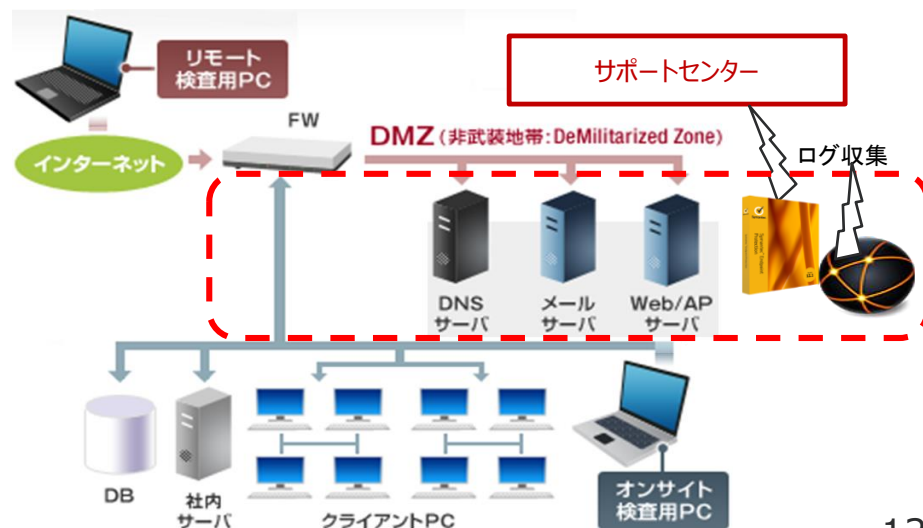 リモート
検査用PC
サポートセンター
FW
DMZ（非武装地帯：DeMilitarized Zone）
インターネット
ログ収集
DNS
サーバ
メール
サーバ
Web/AP
サーバ
DB
社内
サーバ
クライアントPC
オンサイト
検査用PC